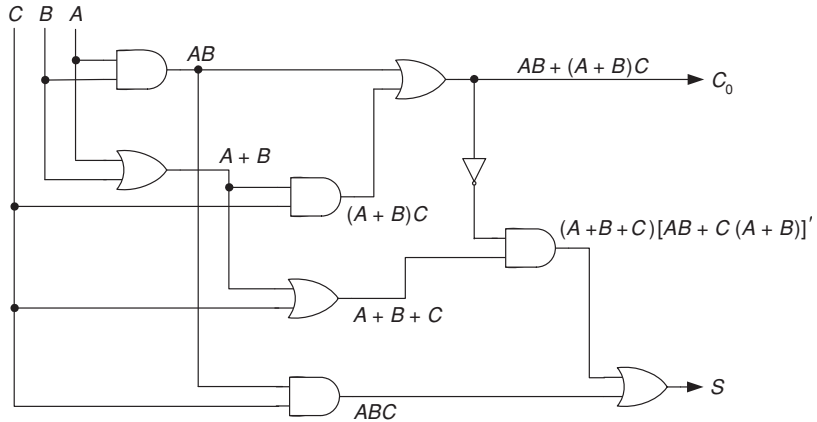 C B A
AB
AB + (A + B)C
C₀
A + B
(A + B)C
(A +B + C) [AB + C (A + B)]′
A + B + C
S
ABC